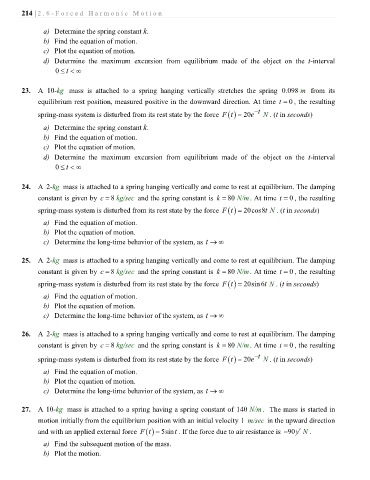 214 | 2.6–Forced Harmonic Motion
a) Determine the spring constant k.
b) Find the equation of motion.
c) Plot the equation of motion.
d) Determine the maximum excursion from equilibrium made of the object on the t-interval
0 ≤ t < ∞
23. A 10-kg mass is attached to a spring hanging vertically stretches the spring 0.098 m from its
equilibrium rest position, measured positive in the downward direction. At time t = 0, the resulting
spring-mass system is disturbed from its rest state by the force F(t) = 20e^{-t} N. (t in seconds)
a) Determine the spring constant k.
b) Find the equation of motion.
c) Plot the equation of motion.
d) Determine the maximum excursion from equilibrium made of the object on the t-interval
0 ≤ t < ∞
24. A 2-kg mass is attached to a spring hanging vertically and come to rest at equilibrium. The damping
constant is given by c = 8 kg/sec and the spring constant is k = 80 N/m. At time t = 0, the resulting
spring-mass system is disturbed from its rest state by the force F(t) = 20cos8t N. (t in seconds)
a) Find the equation of motion.
b) Plot the equation of motion.
c) Determine the long-time behavior of the system, as t → ∞
25. A 2-kg mass is attached to a spring hanging vertically and come to rest at equilibrium. The damping
constant is given by c = 8 kg/sec and the spring constant is k = 80 N/m. At time t = 0, the resulting
spring-mass system is disturbed from its rest state by the force F(t) = 20sin6t N. (t in seconds)
a) Find the equation of motion.
b) Plot the equation of motion.
c) Determine the long-time behavior of the system, as t → ∞
26. A 2-kg mass is attached to a spring hanging vertically and come to rest at equilibrium. The damping
constant is given by c = 8 kg/sec and the spring constant is k = 80 N/m. At time t = 0, the resulting
spring-mass system is disturbed from its rest state by the force F(t) = 20e^{-t} N. (t in seconds)
a) Find the equation of motion.
b) Plot the equation of motion.
c) Determine the long-time behavior of the system, as t → ∞
27. A 10-kg mass is attached to a spring having a spring constant of 140 N/m. The mass is started in
motion initially from the equilibrium position with an initial velocity 1 m/sec in the upward direction
and with an applied external force F(t) = 5sin t. If the force due to air resistance is −90y′ N.
a) Find the subsequent motion of the mass.
b) Plot the motion.